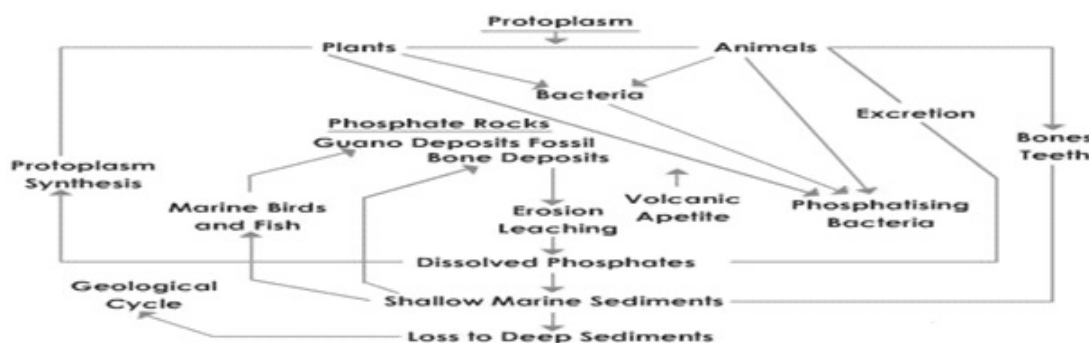 Protoplasm
Plants
Animals
Bacteria
Excretion
Phosphate Rocks
Guano Deposits Fossil
Bone Deposits
Bones
Teeth
Protoplasm
Synthesis
Marine Birds
and Fish
Erosion
Leaching
Volcanic
Apetite
Phosphatising
Bacteria
Dissolved Phosphates
Geological
Cycle
Shallow Marine Sediments
Loss to Deep Sediments